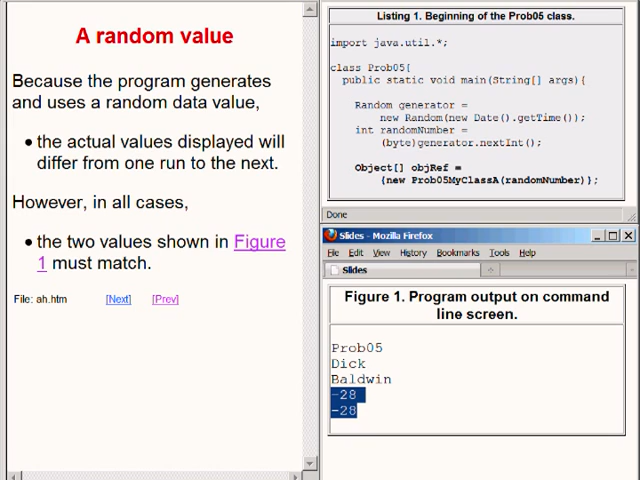 A random value
Because the program generates
and uses a random data value,
• the actual values displayed will
differ from one run to the next.
However, in all cases,
• the two values shown in Figure
1 must match.
File: ah.htm [Next] [Prev]
Listing 1. Beginning of the Prob05 class.
import java.util.*;
class Prob05{
public static void main(String[] args){
Random generator =
new Random(new Date().getTime());
int randomNumber =
(byte)generator.nextInt();
Object[] objRef =
{new Prob05MyClassA(randomNumber)};
Done
Slides - Mozilla Firefox
File Edit View History Bookmarks Tools Help
Slides
Figure 1. Program output on command
line screen.
Prob05
Dick
Baldwin
-28
-28